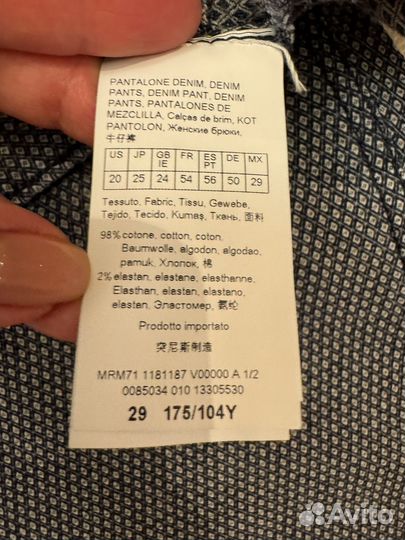 PANTALONE DENIM, DENIM
PANTS, DENIM PANT, DENIM
PANTS, PANTALONES DE
MEZCLILLA, Calças de brim, KOT
PANTOLON, Женские брюки,
牛仔裤
US IT GB IE FR ES PT DE MX
20 25 24 54 56 50 29
Tessuto, Fabric, Tissu, Gewebe,
Tejido, Tecido, Kumaş, Ткань, 面料
98% cotone, cotton, coton,
Baumwolle, algodon, algodao,
pamuk, Хлопок, 棉
2% elastan, elastane, elasthanne,
Elasthan, elastano, elastano,
elastan, Эластомер, 氨纶
Prodotto importato
突尼斯制造
MRM71 1181187 V00000 A 1/2
0085034 010 13305530
29 175/104Y
Avito